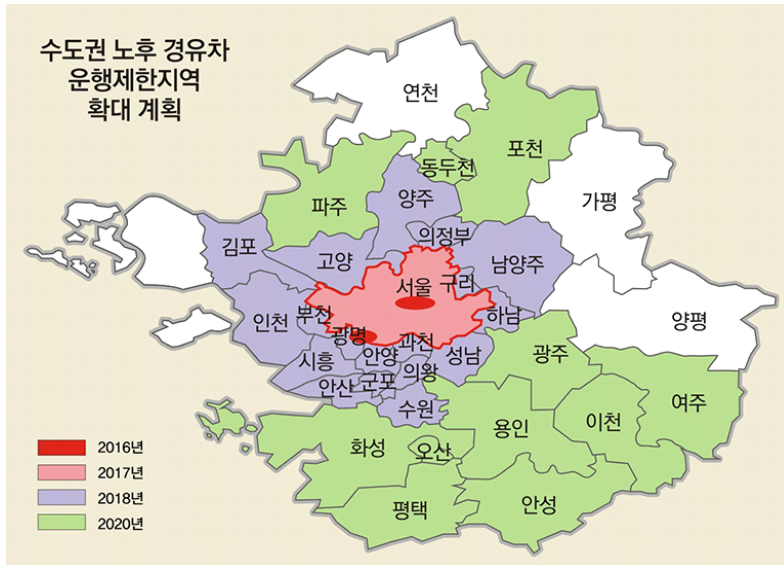 수도권 노후 경유차
운행제한지역
확대 계획
연천
포천
동두천
가평
파주
양주
의정부
김포
고양
남양주
서울
구리
인천
부천
하남
양평
광명
과천
시흥
안양
성남
광주
의왕
안산
군포
수원
여주
이천
용인
화성
오산
안성
평택
2016년
2017년
2018년
2020년